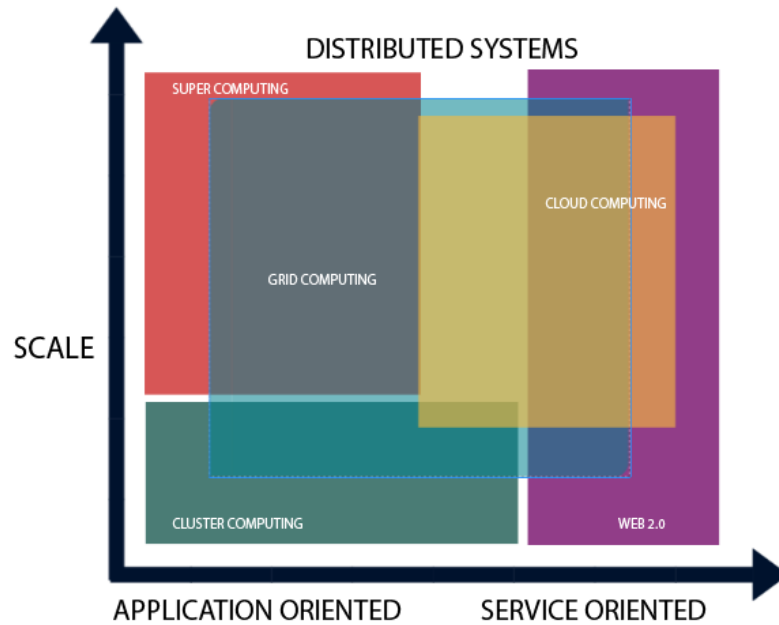 DISTRIBUTED SYSTEMS
SUPER COMPUTING
CLOUD COMPUTING
GRID COMPUTING
SCALE
CLUSTER COMPUTING
WEB 2.0
APPLICATION ORIENTED
SERVICE ORIENTED